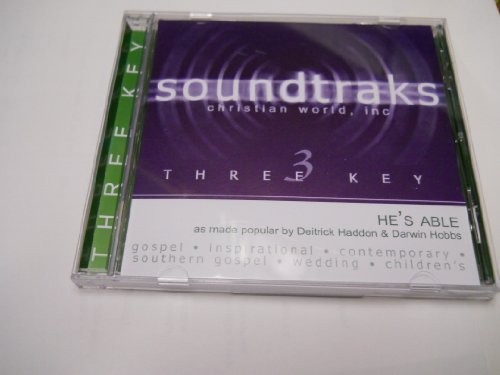 THREE KEY
soundtraks
christian world, inc
THREE 3 KEY
HE'S ABLE
as made popular by Deitrick Haddon & Darwin Hobbs
gospel • inspirational • contemporary •
southern gospel • wedding • children's